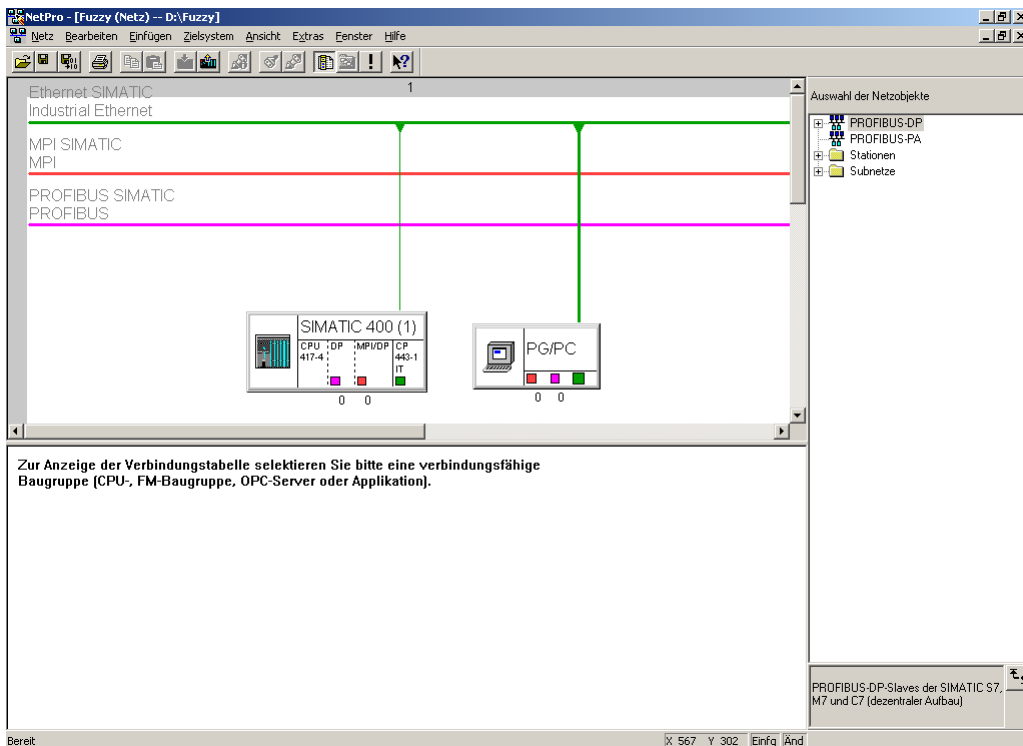 NetPro - [Fuzzy (Netz) -- D:\Fuzzy]
Netz Bearbeiten Einfügen Zielsystem Ansicht Extras Fenster Hilfe
1
Ethernet SIMATIC
Industrial Ethernet
MPI SIMATIC
MPI
PROFIBUS SIMATIC
PROFIBUS
SIMATIC 400 (1)
CPU DP MPI/DP CP
417-4 443-1
IT
0 0
PG/PC
0 0
Auswahl der Netzobjekte
PROFIBUS-DP
PROFIBUS-PA
Stationen
Subnetze
Zur Anzeige der Verbindungstabelle selektieren Sie bitte eine verbindungsfähige
Baugruppe (CPU-, FM-Baugruppe, OPC-Server oder Applikation).
PROFIBUS-DP-Slaves der SIMATIC S7,
M7 und C7 (dezentraler Aufbau)
Bereit
X 567 Y 302 Einfg Änd